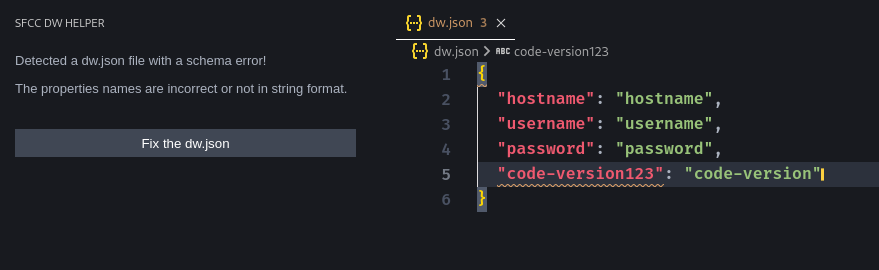 SFCC DW HELPER
Detected a dw.json file with a schema error!
The properties names are incorrect or not in string format.
Fix the dw.json
{··} dw.json 3 ×
{··} dw.json > ABC code-version123
1 {
2 "hostname": "hostname",
3 "username": "username",
4 "password": "password",
5 "code-version123": "code-version"
6 }